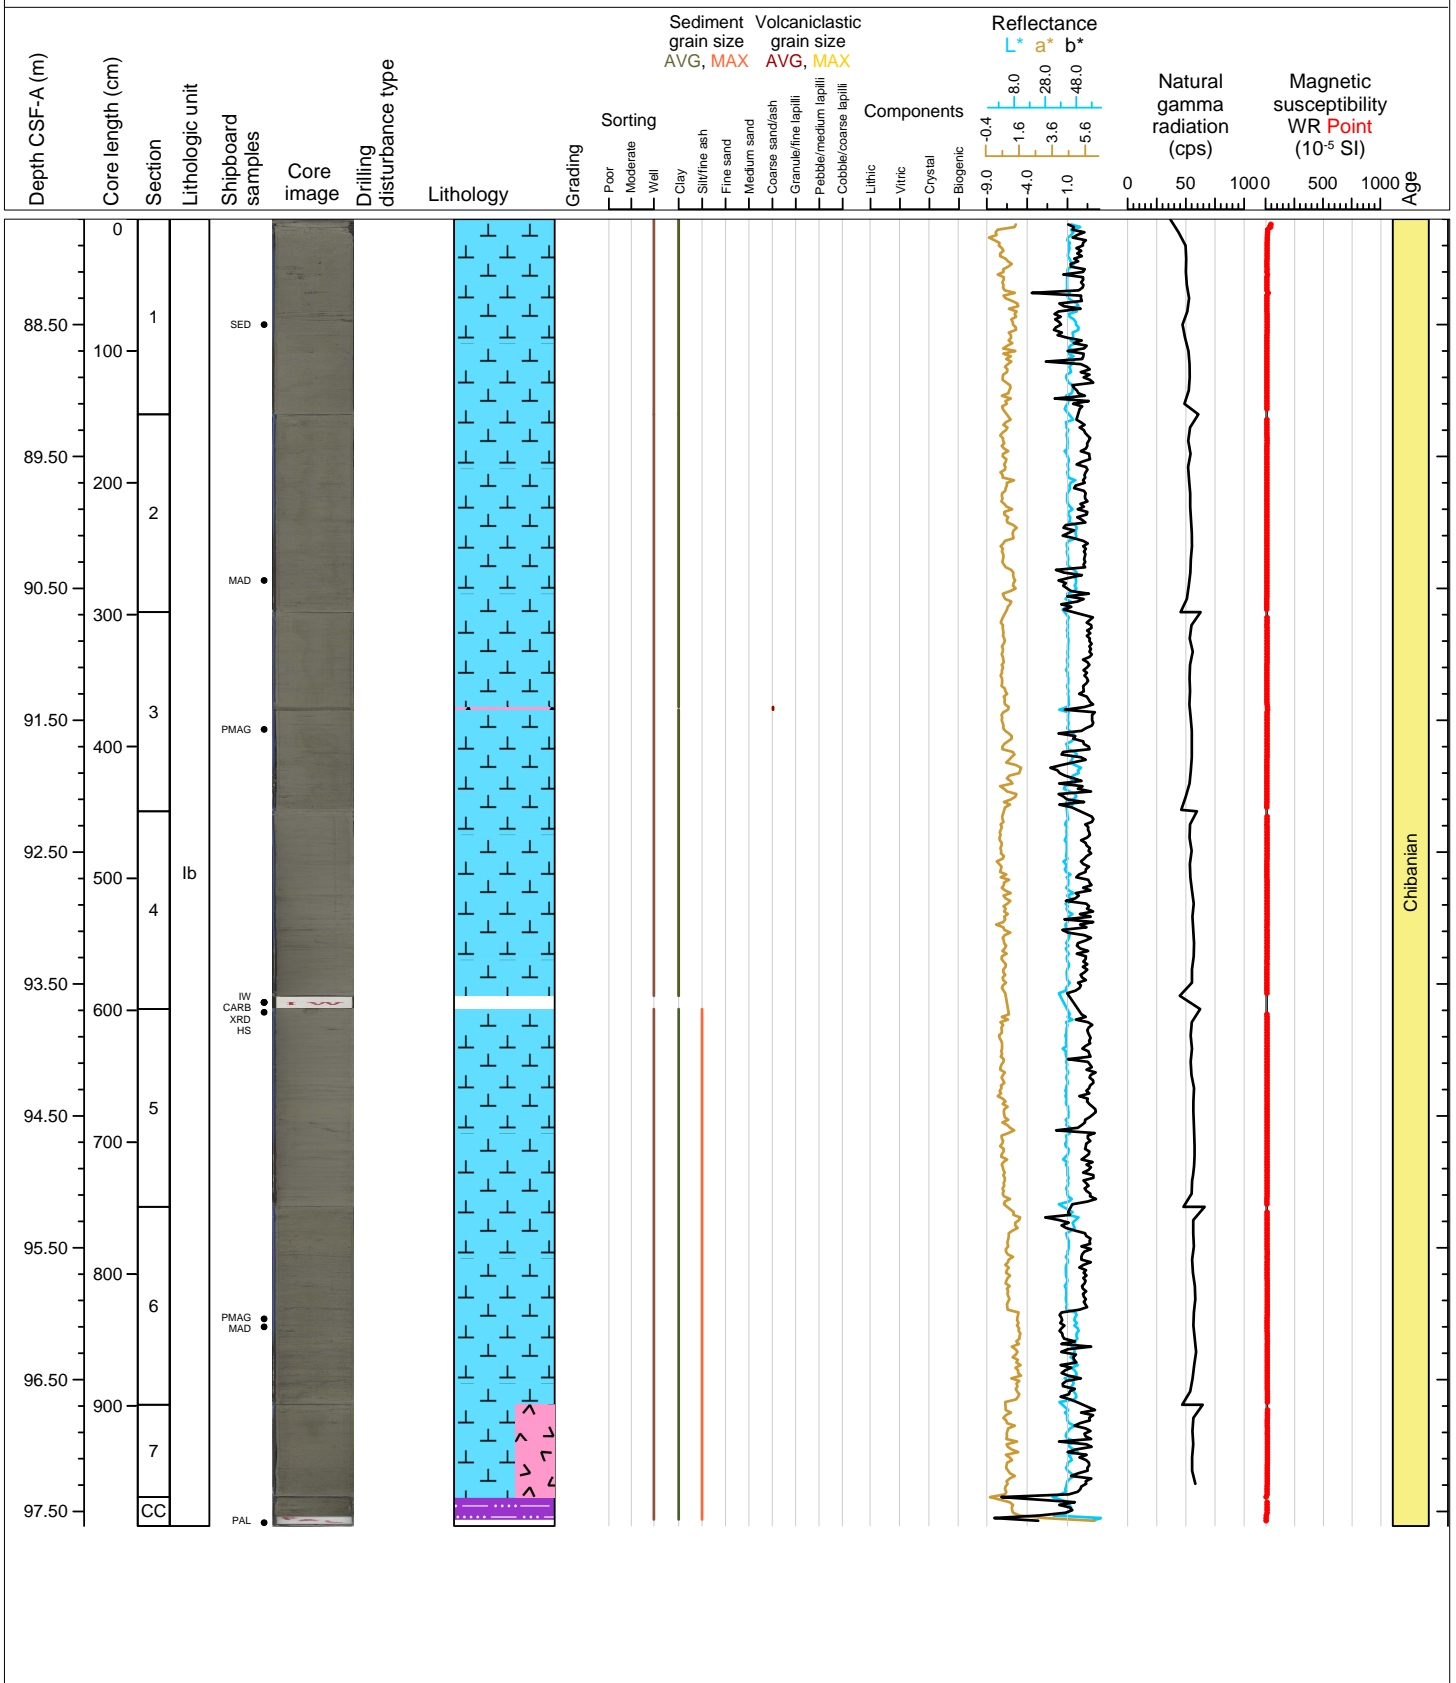 Depth CSF-A (m)
Core length (cm)
Section
Lithologic unit
Shipboard
samples
Core
image
Drilling
disturbance type
Lithology
Grading
Sorting
Poor
Moderate
Well
Sediment
grain size
AVG, MAX
Volcaniclastic
grain size
AVG, MAX
Clay
Silt/fine ash
Fine sand
Medium sand
Coarse sand/ash
Granule/fine lapilli
Pebble/medium lapilli
Cobble/coarse lapilli
Components
Lithic
Vitric
Crystal
Biogenic
Reflectance
L* a* b*
8.0 28.0 48.0
-0.4 1.6 3.6 5.6
-9.0 -4.0 1.0
Natural
gamma
radiation
(cps)
0 50 100
Magnetic
susceptibility
WR Point
(10-5 SI)
0 500 1000
Age
0
1
SED
88.50
100
89.50
200
2
MAD
90.50
300
3
91.50
PMAG
400
92.50
Ib
500
Chibanian
4
93.50
IW
CARB
600
XRD
HS
5
94.50
700
95.50
800
6
PMAG
MAD
96.50
900
7
97.50
CC
PAL